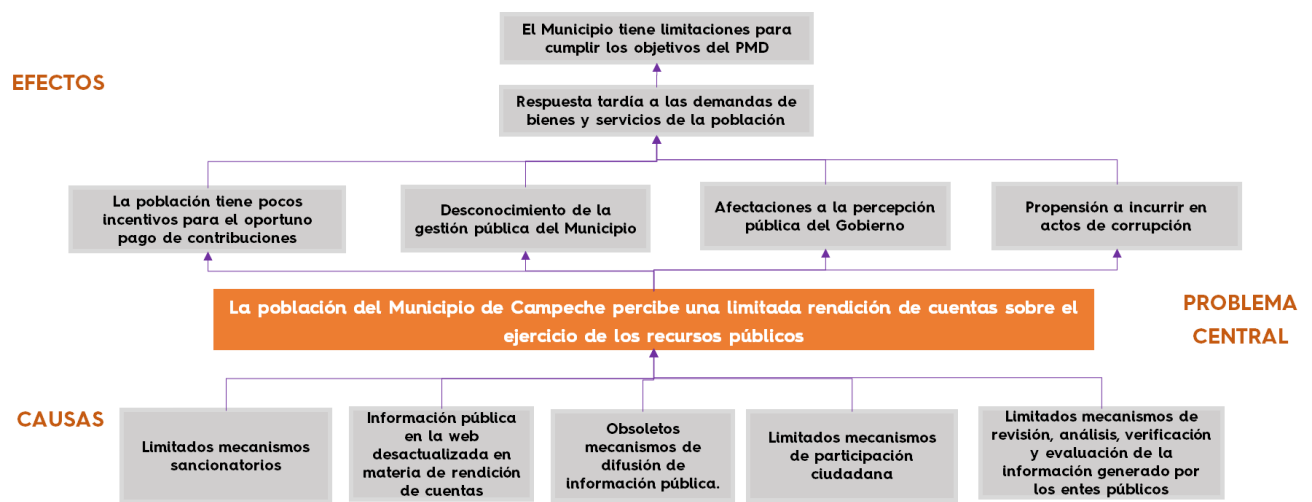 El Municipio tiene limitaciones para
cumplir los objetivos del PMD
EFECTOS
Respuesta tardía a las demandas de
bienes y servicios de la población
La población tiene pocos
incentivos para el oportuno
pago de contribuciones
Desconocimiento de la
gestión pública del Municipio
Afectaciones a la percepción
pública del Gobierno
Propensión a incurrir en
actos de corrupción
La población del Municipio de Campeche percibe una limitada rendición de cuentas sobre el
ejercicio de los recursos públicos
PROBLEMA
CENTRAL
CAUSAS
Limitados mecanismos
sancionatorios
Información pública
en la web
desactualizada en
materia de rendición
de cuentas
Obsoletos
mecanismos de
difusión de
información pública.
Limitados mecanismos
de participación
ciudadana
Limitados mecanismos de
revisión, análisis, verificación
y evaluación de la
información generado por
los entes públicos